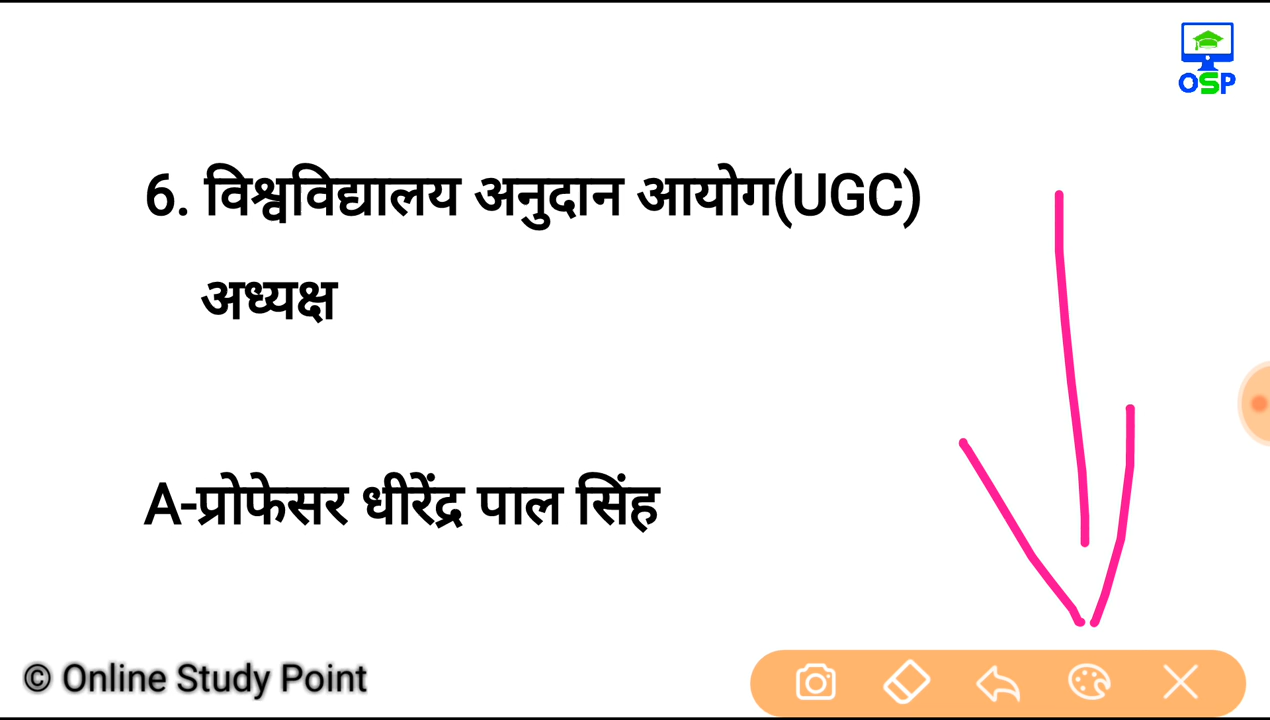 OSP
6. विश्वविद्यालय अनुदान आयोग(UGC)
अध्यक्ष
A-प्रोफेसर धीरेंद्र पाल सिंह
© Online Study Point